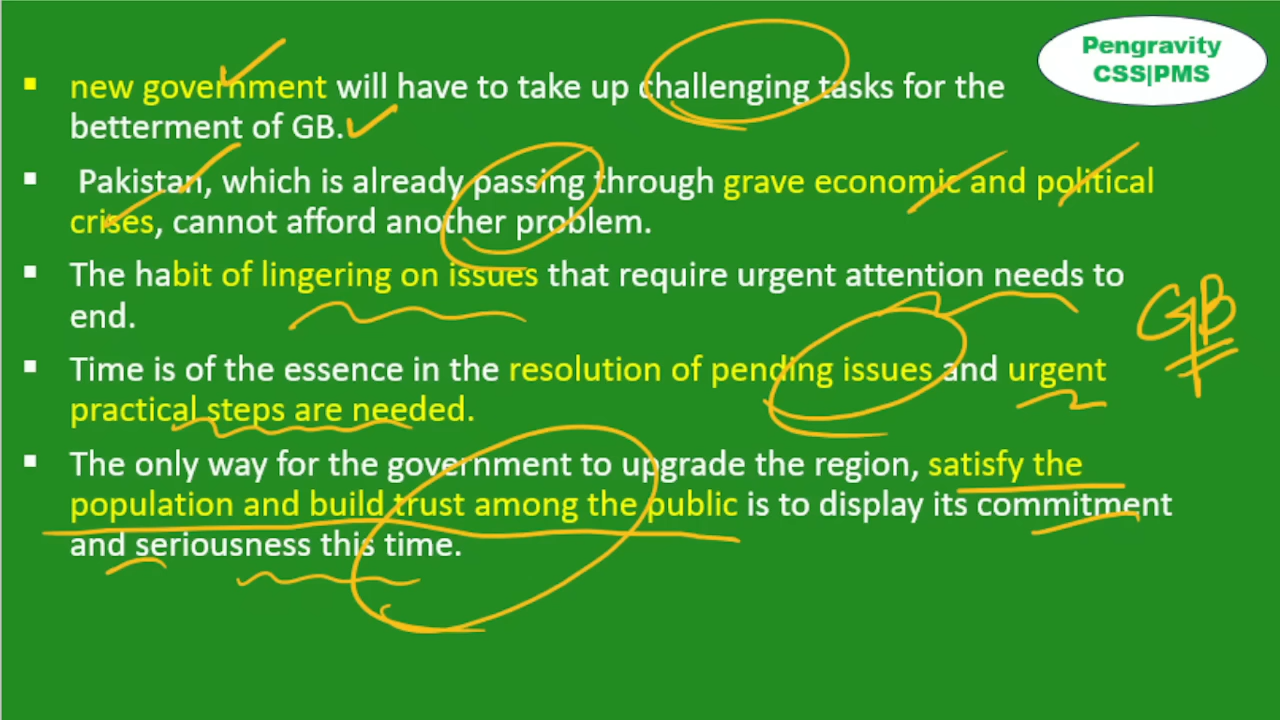 Pengravity
CSS|PMS
▪ new government will have to take up challenging tasks for the
betterment of GB.
▪ Pakistan, which is already passing through grave economic and political
crises, cannot afford another problem.
▪ The habit of lingering on issues that require urgent attention needs to
end.
GB
▪ Time is of the essence in the resolution of pending issues and urgent
practical steps are needed.
▪ The only way for the government to upgrade the region, satisfy the
population and build trust among the public is to display its commitment
and seriousness this time.